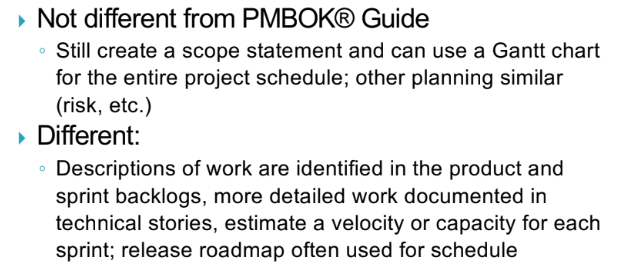 Not different from PMBOK® Guide
Still create a scope statement and can use a Gantt chart
for the entire project schedule; other planning similar
(risk, etc.)
Different:
Descriptions of work are identified in the product and
sprint backlogs, more detailed work documented in
technical stories, estimate a velocity or capacity for each
sprint; release roadmap often used for schedule